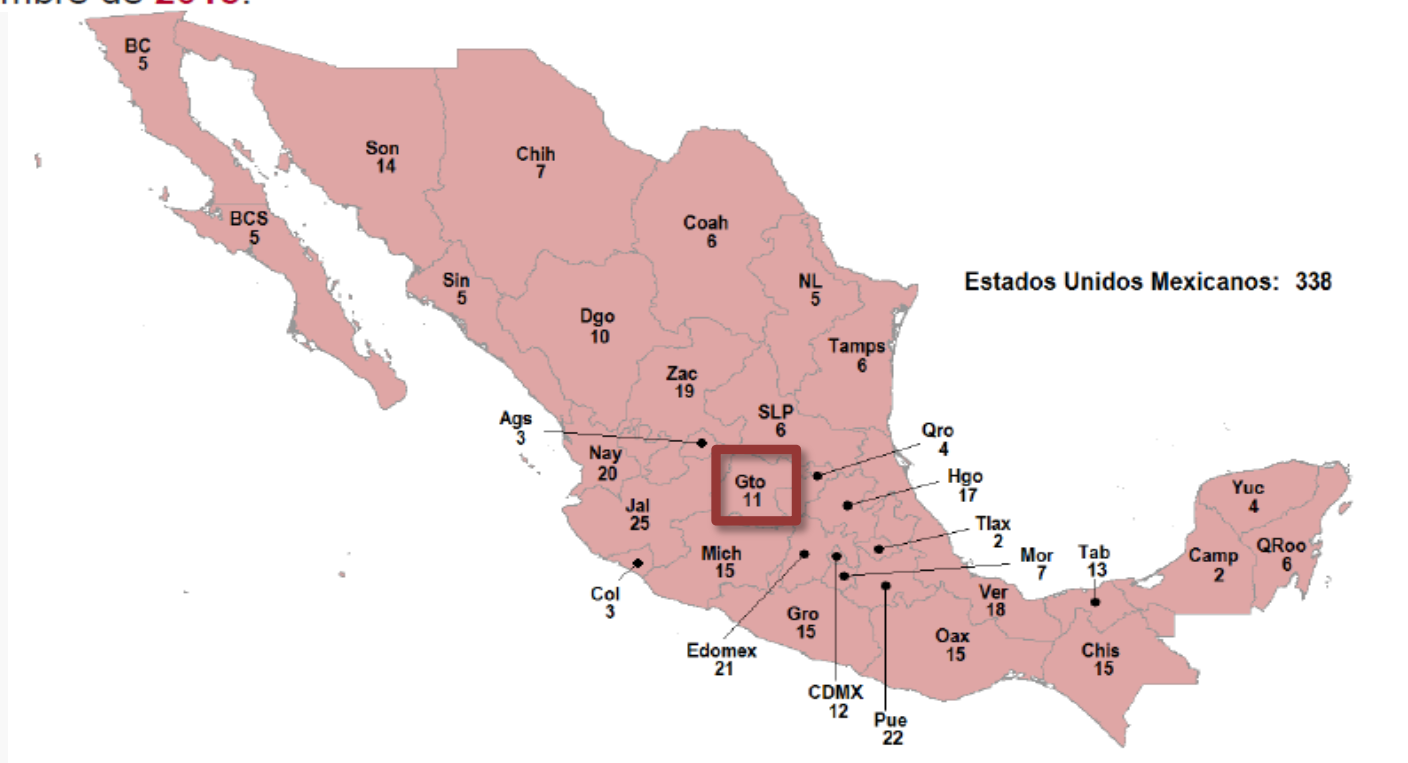 mbre de 2018.
BC
5
Son
14
Chih
7
Coah
6
BCS
5
Sin
5
NL
5
Estados Unidos Mexicanos: 338
Dgo
10
Tamps
6
Zac
19
SLP
6
Ags
3
Qro
4
Nay
20
Gto
11
Hgo
17
Yuc
4
Jal
25
Tlax
2
Mich
15
Mor
7
Tab
13
Camp
2
QRoo
6
Col
3
Ver
18
Gro
15
Oax
15
Chis
15
Edomex
21
CDMX
12
Pue
22